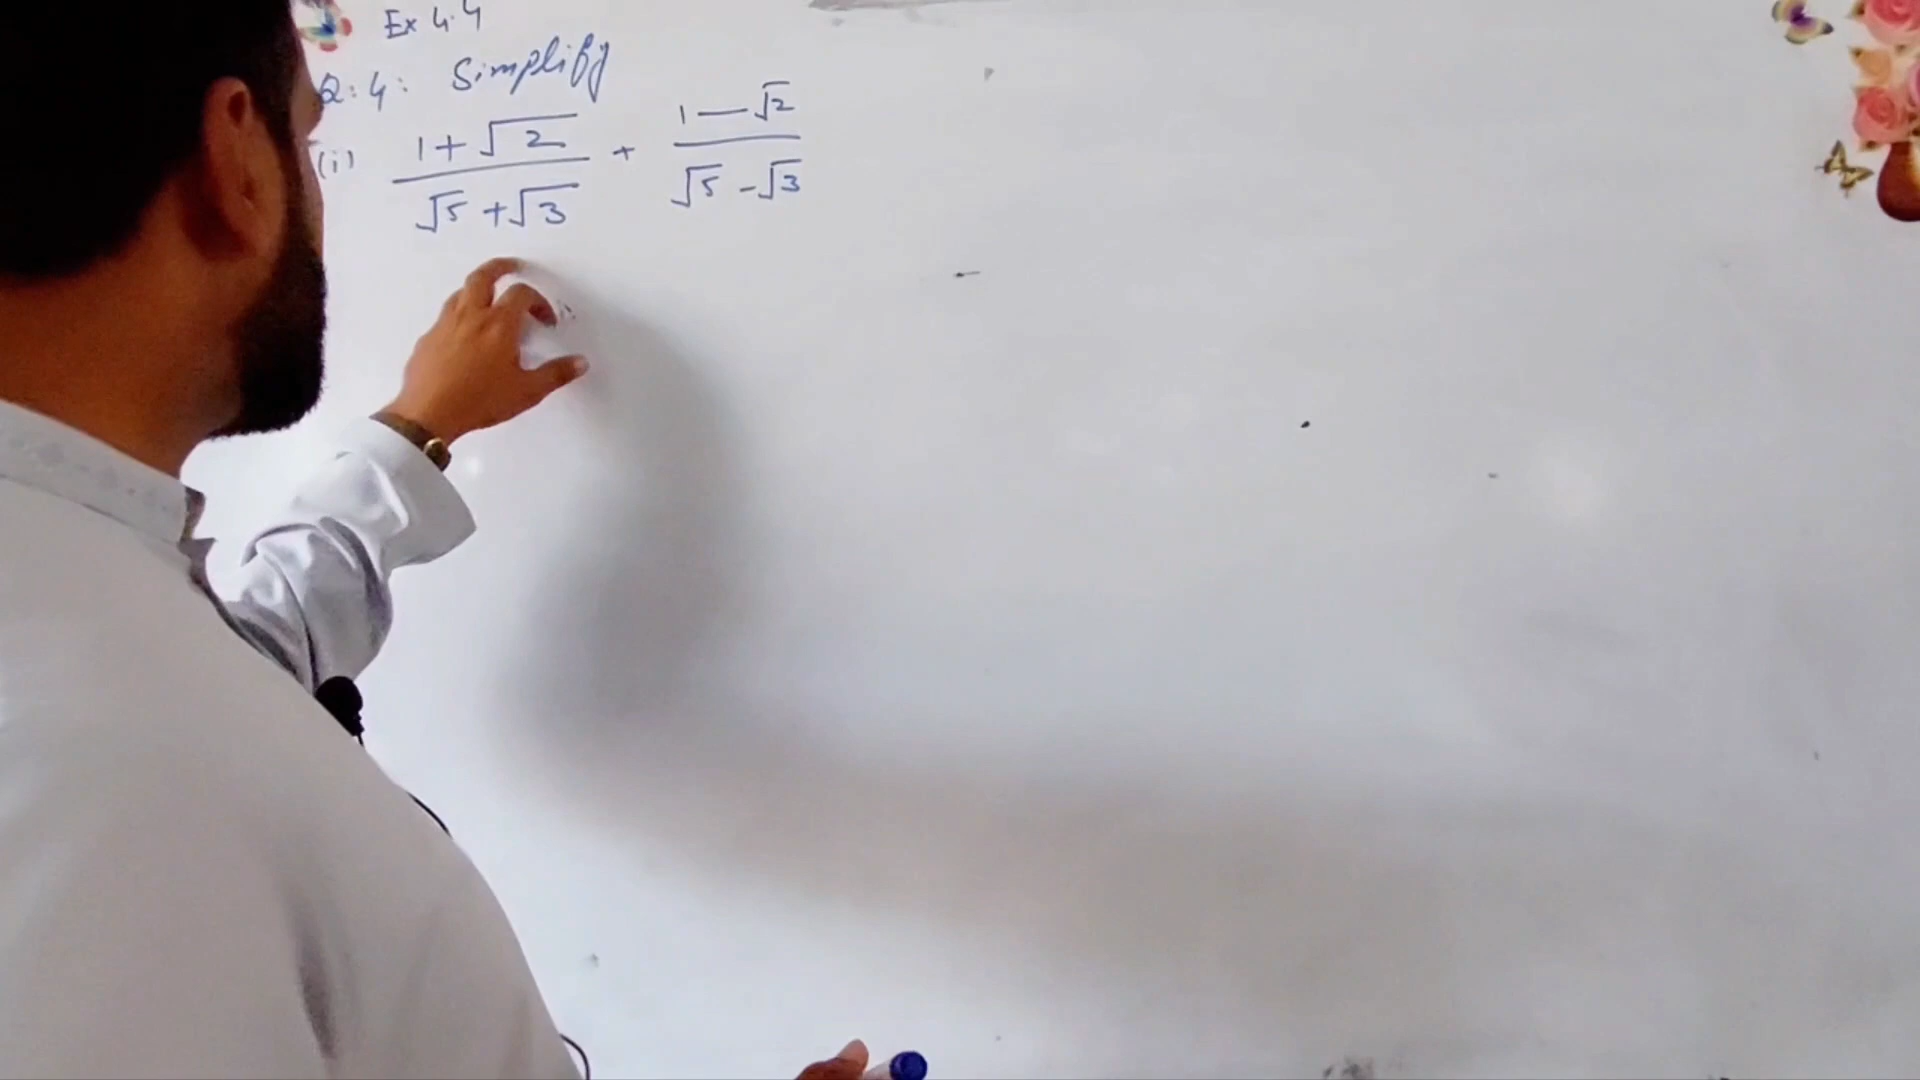 Ex 4.4
Q:4: Simplify
(i) 1+√2 / √5+√3 + 1-√2 / √5-√3